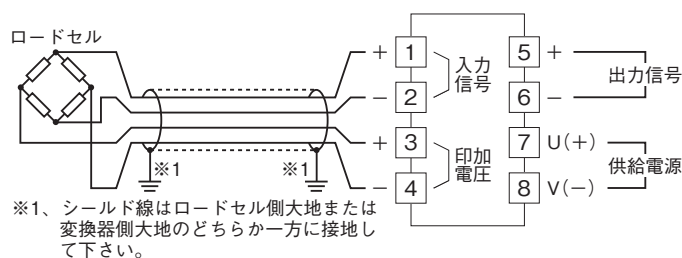 ロードセル
+ 1 入力 5 +
信号 出力信号
− 2 6 −
+ 3 印加 7 U(+)
電圧 供給電源
− 4 8 V(−)
※1 ※1
※1、シールド線はロードセル側大地または
変換器側大地のどちらか一方に接地し
て下さい。